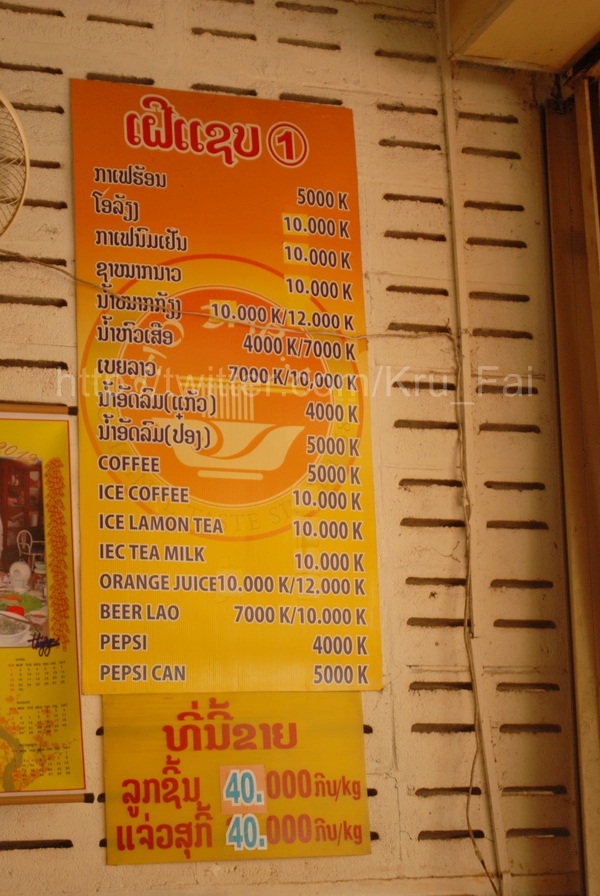 ເຝີແຊບ 1
ກາເຟຮ້ອນ 5000 K
ໂອລ້ຽງ 10.000 K
ກາເຟນົມເຢັນ 10.000 K
ຊາໝາກນາວ 10.000 K
ນ້ຳໝາກກ້ຽງ 10.000 K/12.000 K
ນ້ຳຫົວເສືອ 4000 K/7000 K
ເບຍລາວ 7000 K/10,000 K
ນ້ຳອັດລົມ(ແກ້ວ) 4000 K
ນ້ຳອັດລົມ(ປ່ອງ) 5000 K
COFFEE 5000 K
ICE COFFEE 10.000 K
ICE LAMON TEA 10.000 K
IEC TEA MILK 10.000 K
ORANGE JUICE 10.000 K/12.000 K
BEER LAO 7000 K/10.000 K
PEPSI 4000 K
PEPSI CAN 5000 K
http://twitter.com/Kru_Fai
ທີ່ນີ້ຂາຍ
ລູກຊີ້ນ 40.000 ກີບ/kg
ແຈ່ວສຸກີ້ 40.000 ກີບ/kg